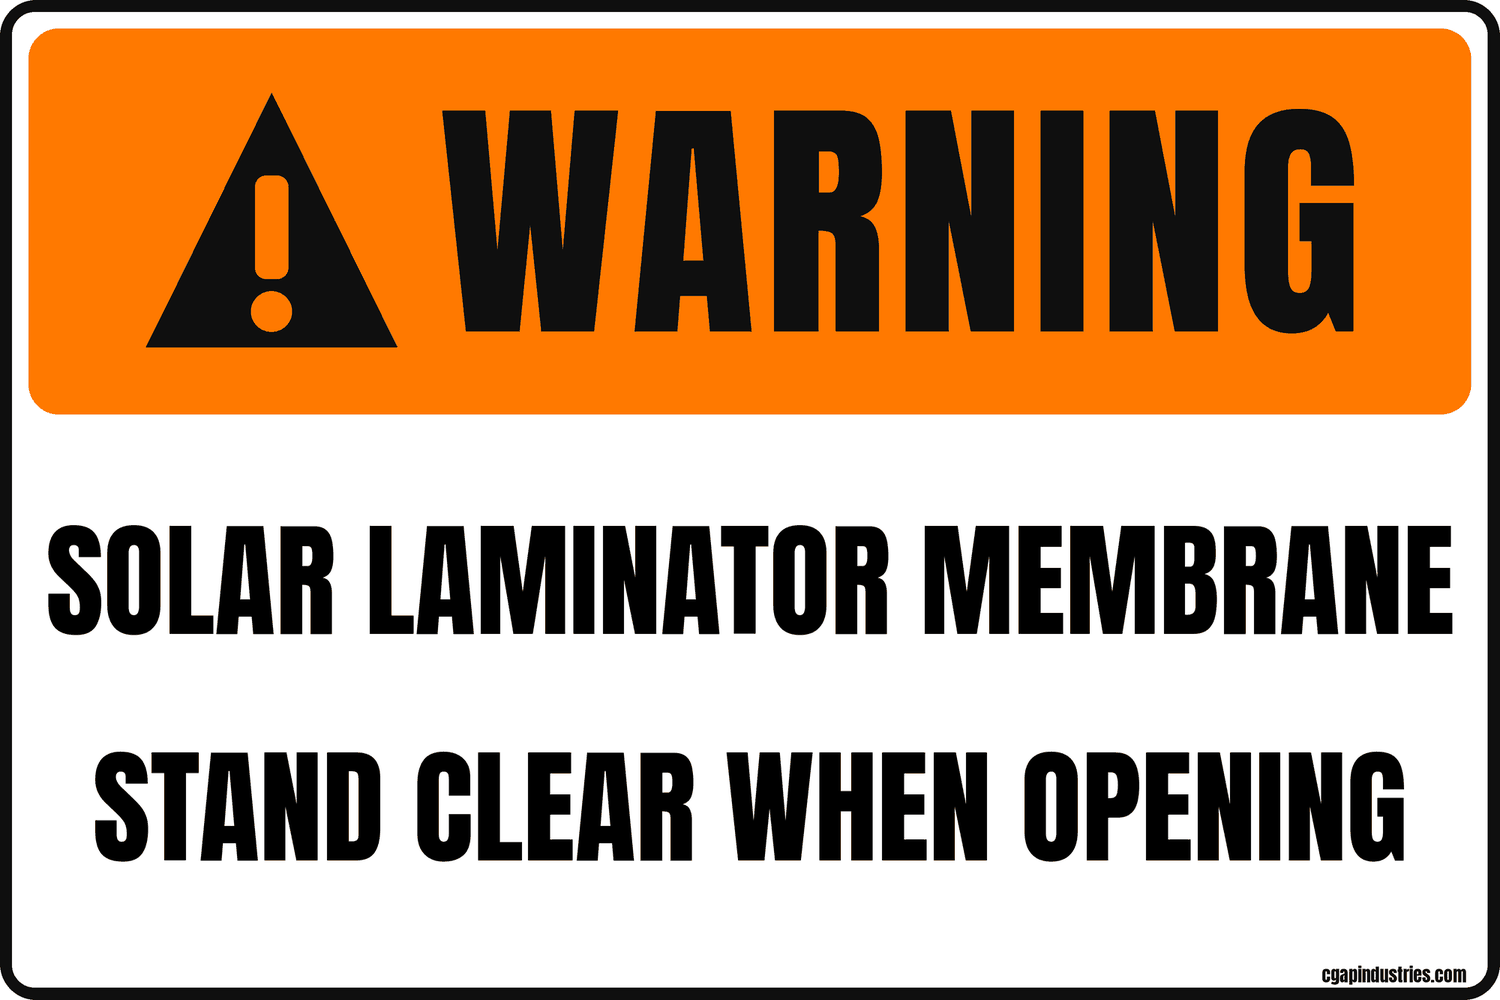 WARNING
SOLAR LAMINATOR MEMBRANE
STAND CLEAR WHEN OPENING
cgapindustries.com